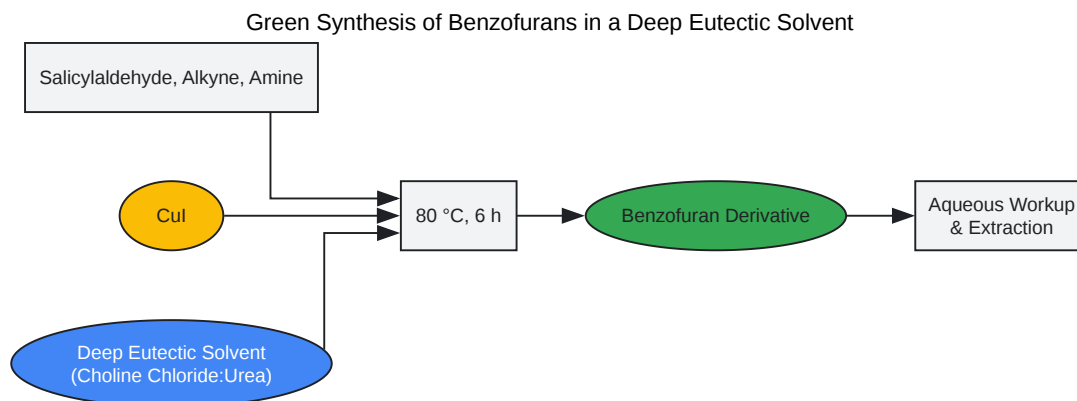 Green Synthesis of Benzofurans in a Deep Eutectic Solvent
Salicylaldehyde, Alkyne, Amine
CuI
80 °C, 6 h
Benzofuran Derivative
Aqueous Workup
& Extraction
Deep Eutectic Solvent
(Choline Chloride:Urea)